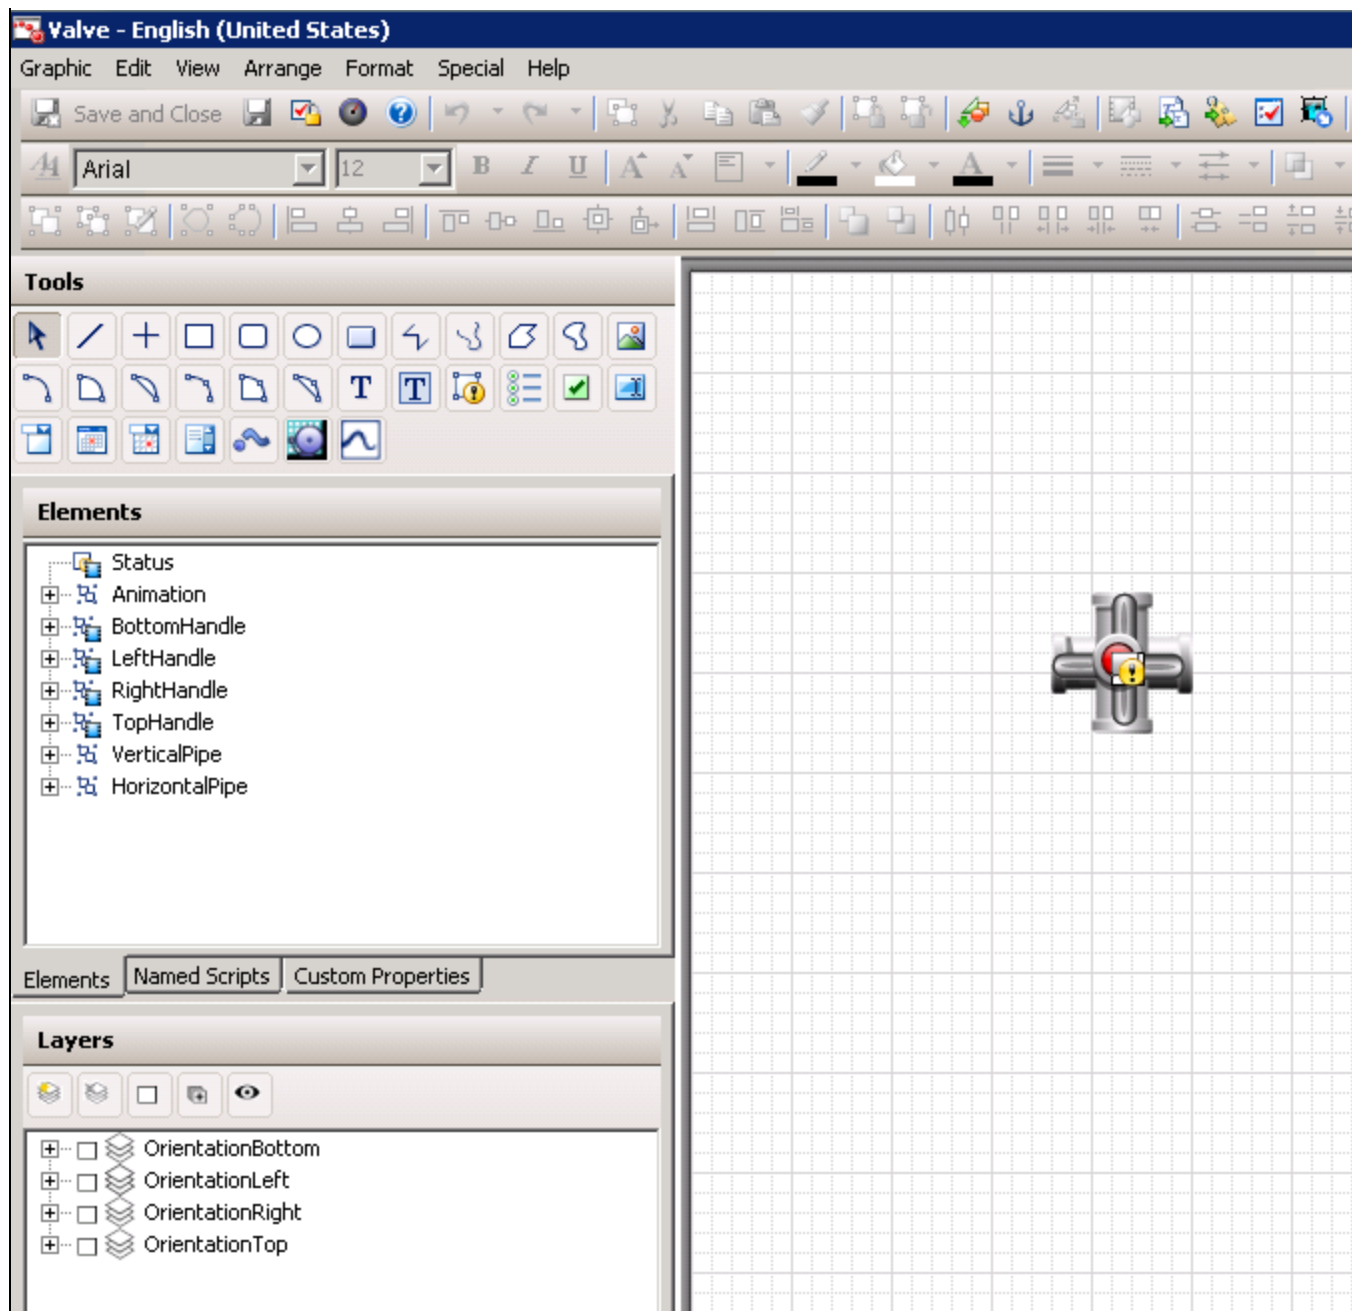 Valve - English (United States)
Graphic Edit View Arrange Format Special Help
Save and Close
Arial 12 B I U A A A
Tools
T T
Elements
Status
Animation
BottomHandle
LeftHandle
RightHandle
TopHandle
VerticalPipe
HorizontalPipe
Elements Named Scripts Custom Properties
Layers
OrientationBottom
OrientationLeft
OrientationRight
OrientationTop